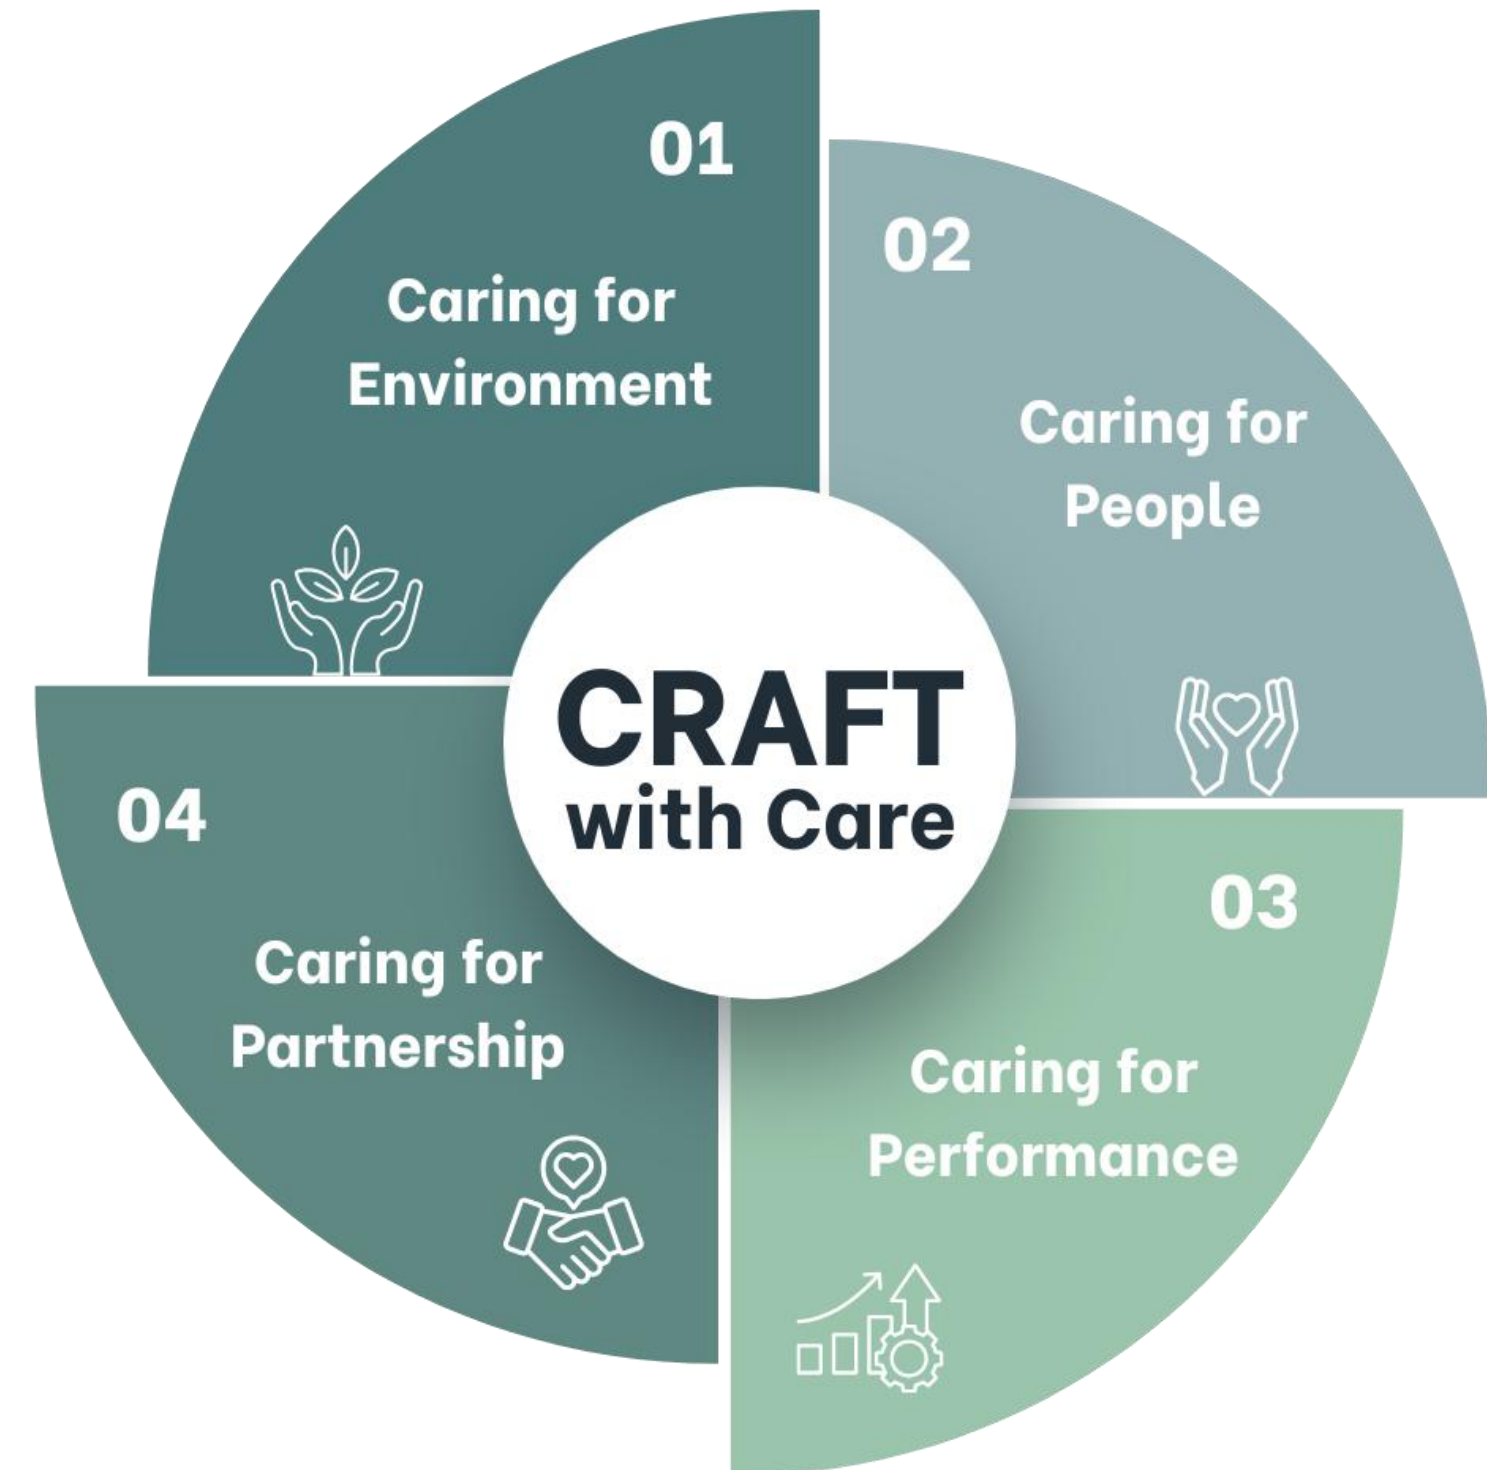 01
Caring for
Environment
02
Caring for
People
CRAFT
with Care
03
Caring for
Performance
04
Caring for
Partnership